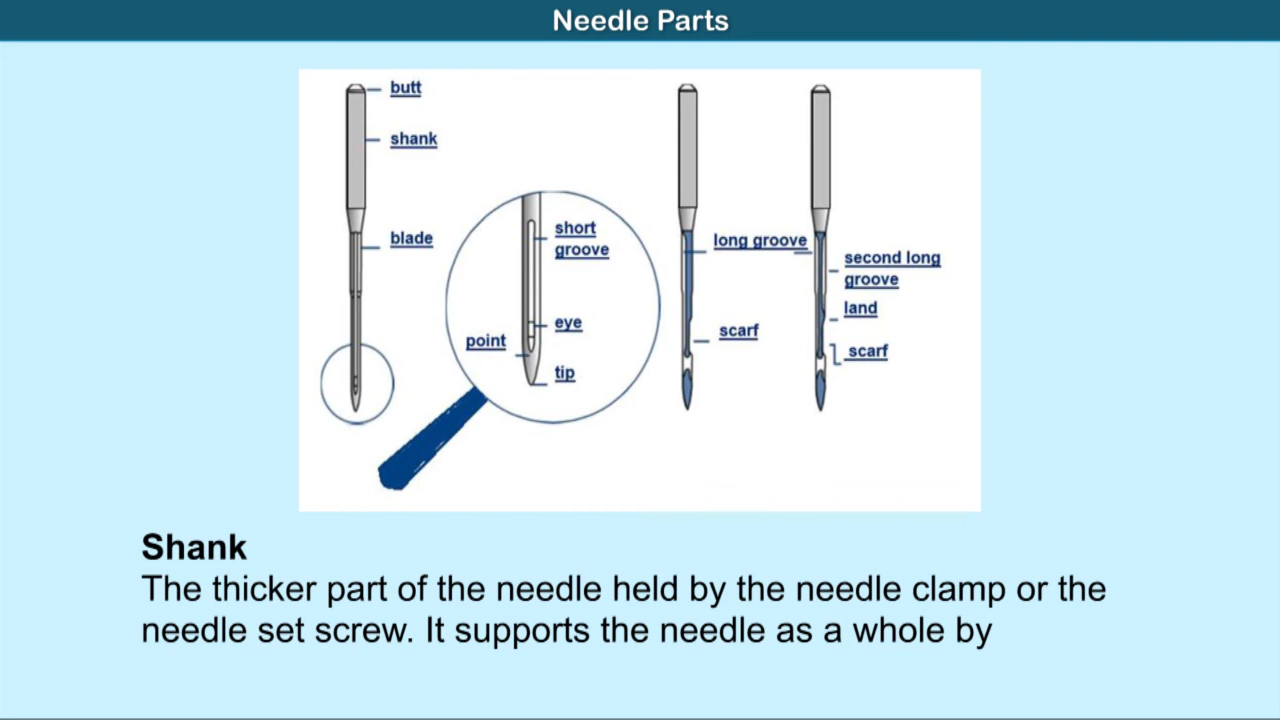 Needle Parts
butt
shank
blade
short
groove
eye
point
tip
long groove
scarf
second long
groove
land
scarf
Shank
The thicker part of the needle held by the needle clamp or the
needle set screw. It supports the needle as a whole by